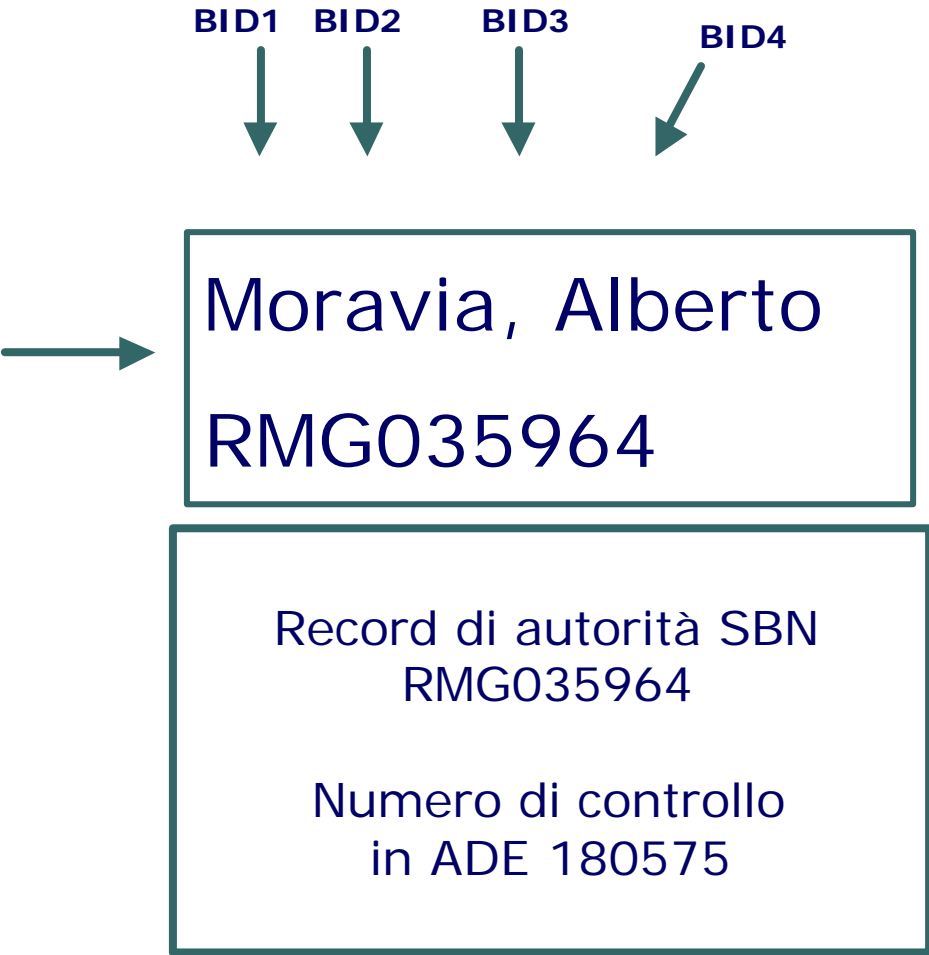 BID1 BID2 BID3 BID4
Moravia, Alberto
RMG035964
Record di autorità SBN
RMG035964
Numero di controllo
in ADE 180575